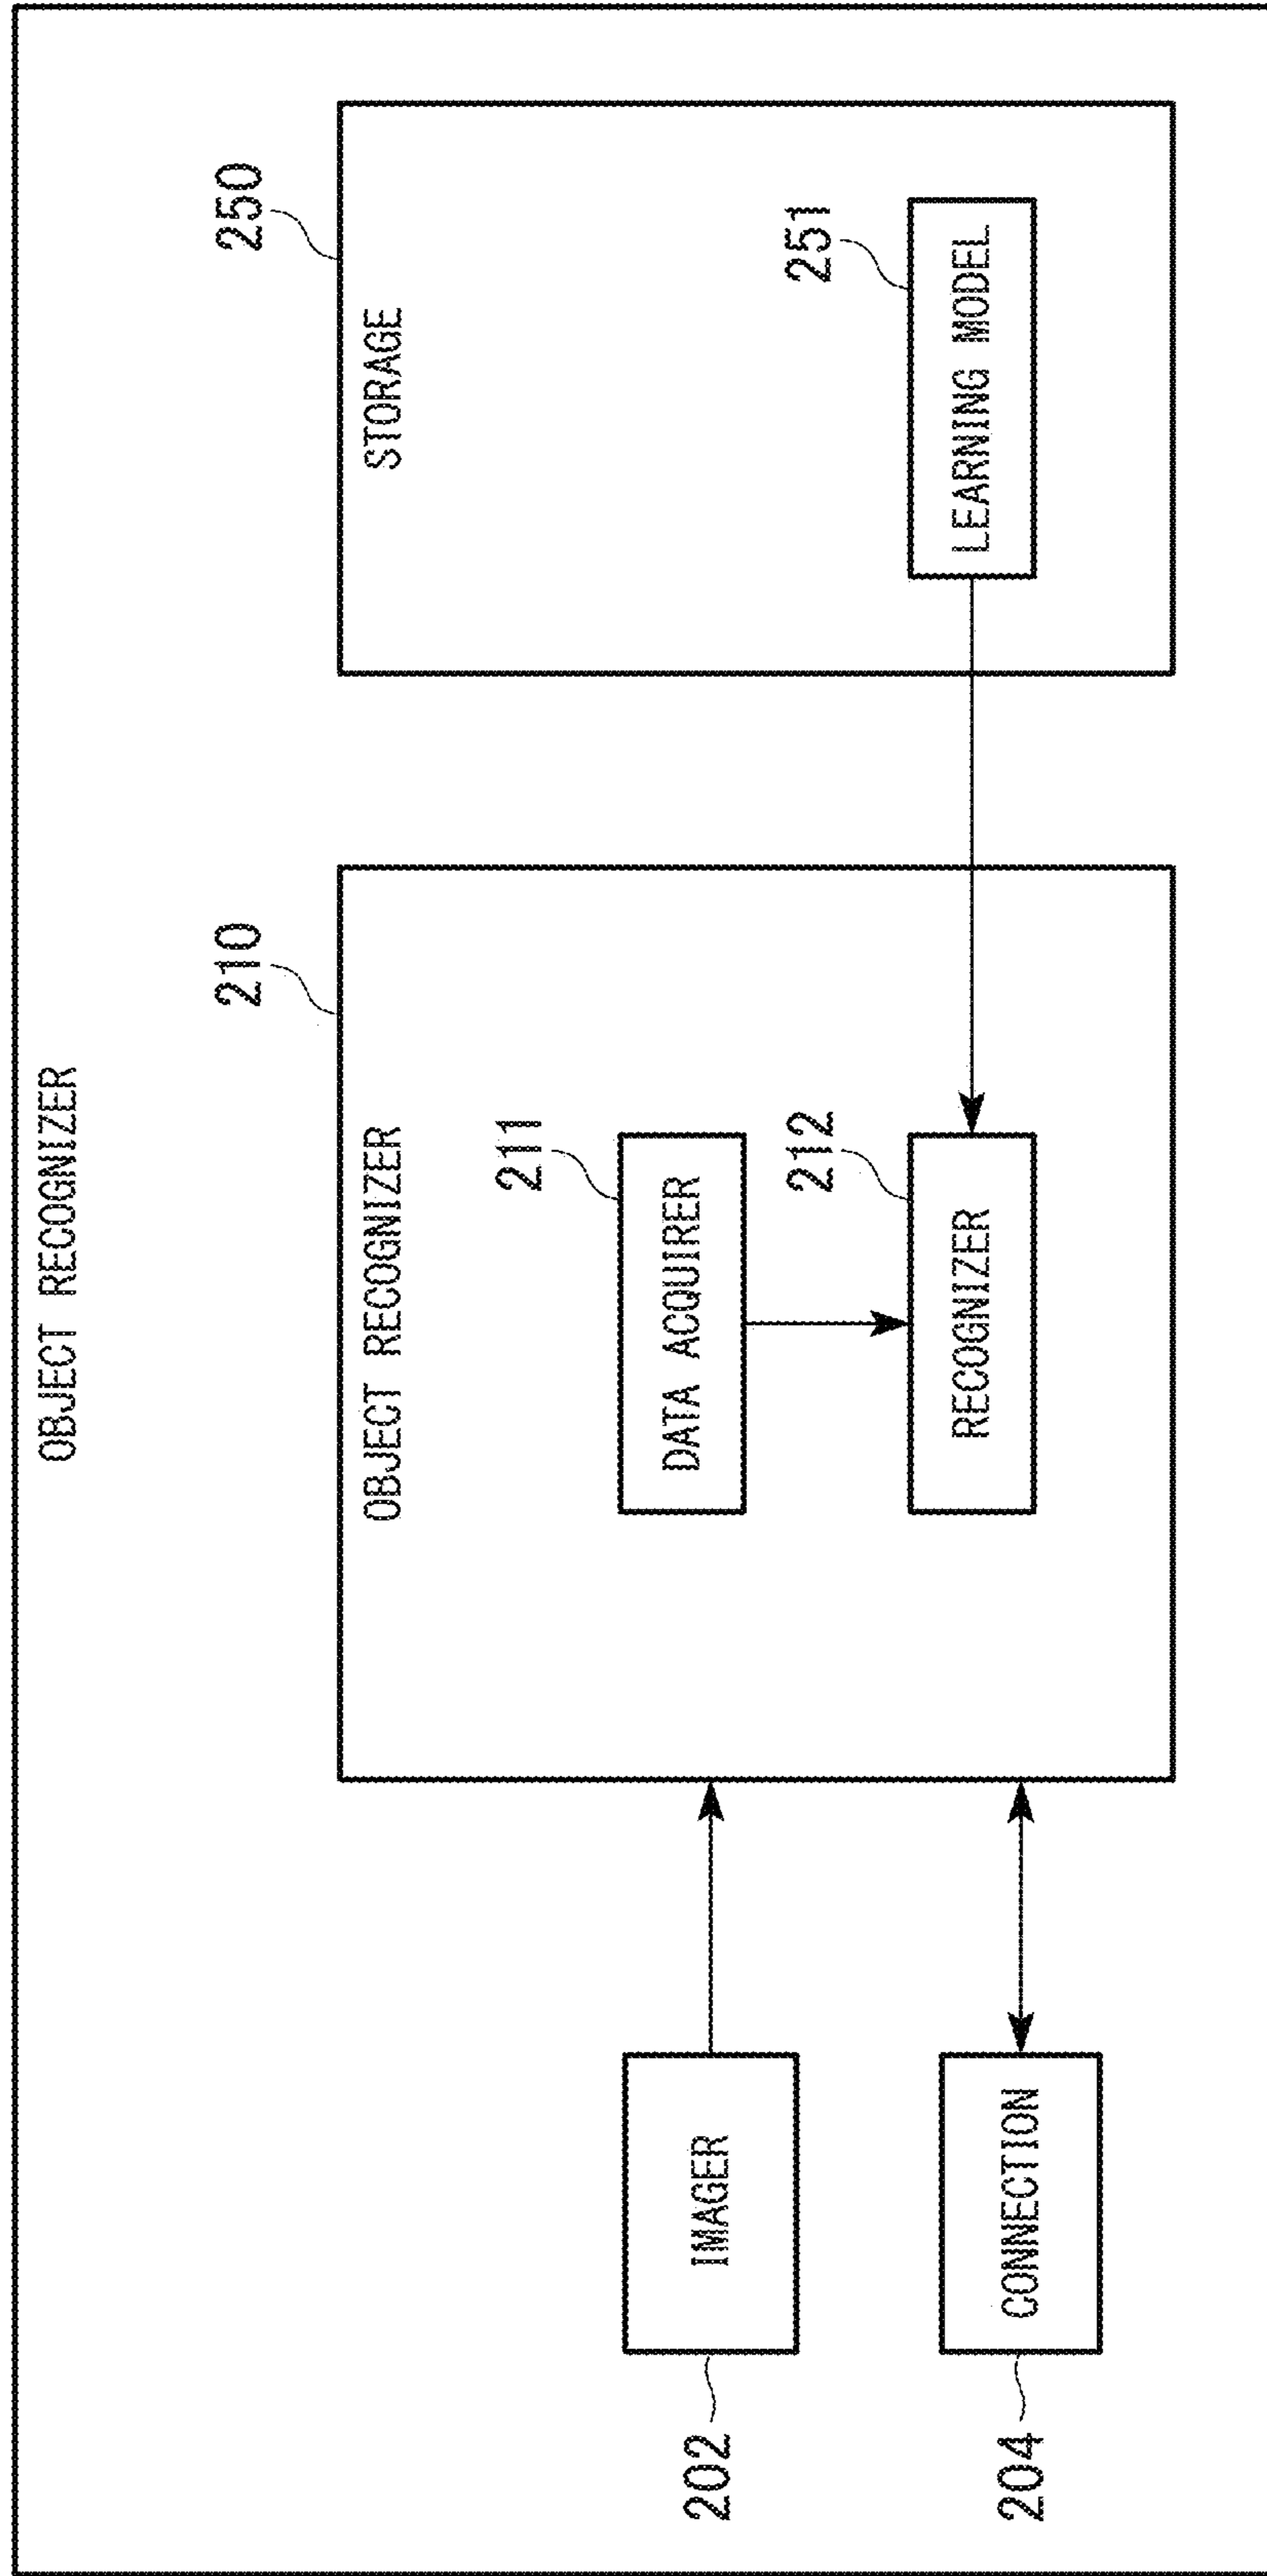 OBJECT RECOGNIZER
210
250
OBJECT RECOGNIZER
STORAGE
211
DATA ACQUIRER
202
IMAGER
212
251
RECOGNIZER
LEARNING MODEL
204
CONNECTION